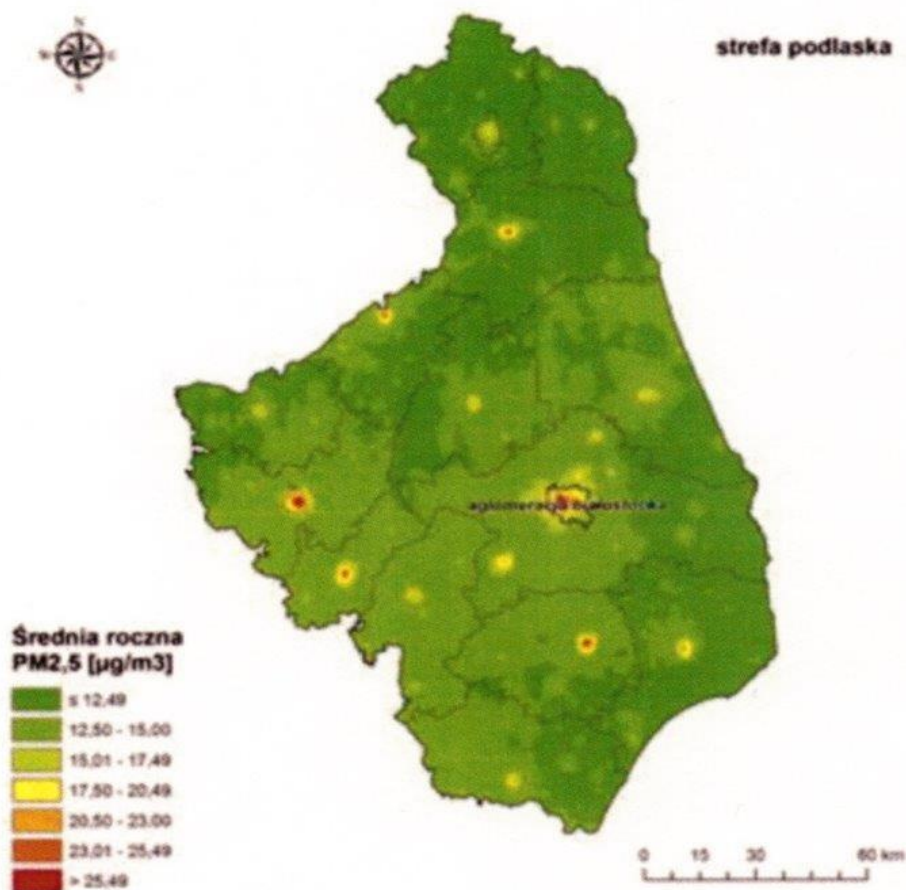 N
strefa podlaska
W
E
S
aglomeracja białostocka
Średnia roczna
PM2,5 [µg/m3]
≤ 12,49
12,50 - 15,00
15,01 - 17,49
17,50 - 20,49
20,50 - 23,00
23,01 - 25,49
> 25,49
0 15 30 60 km